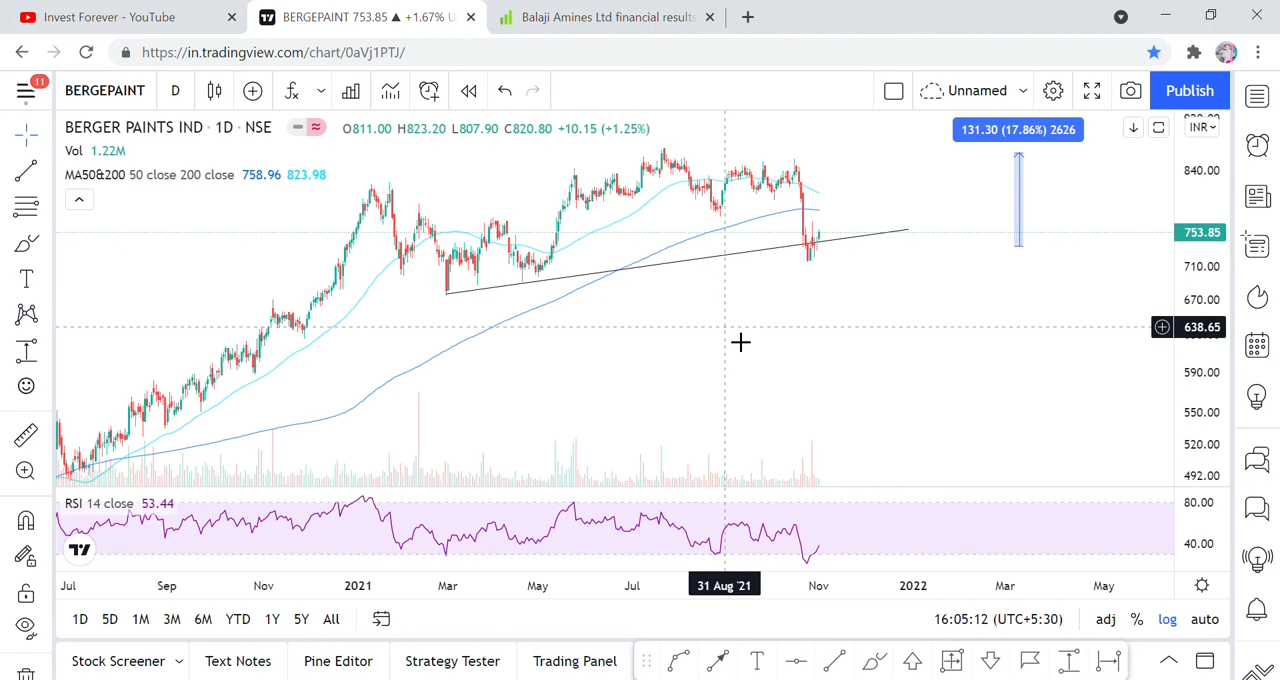 Invest Forever - YouTube
BERGEPAINT 753.85 ▲ +1.67% U
Balaji Amines Ltd financial results
https://in.tradingview.com/chart/0aVj1PTJ/
11
BERGEPAINT
D
Unnamed
Publish
BERGER PAINTS IND · 1D · NSE
O811.00 H823.20 L807.90 C820.80 +10.15 (+1.25%)
Vol 1.22M
MA50&200 50 close 200 close 758.96 823.98
131.30 (17.86%) 2626
INR
840.00
753.85
710.00
670.00
638.65
590.00
550.00
520.00
492.00
RSI 14 close 53.44
80.00
40.00
Jul Sep Nov 2021 Mar May Jul 31 Aug '21 Nov 2022 Mar May
1D 5D 1M 3M 6M YTD 1Y 5Y All
16:05:12 (UTC+5:30) adj % log auto
Stock Screener Text Notes Pine Editor Strategy Tester Trading Panel